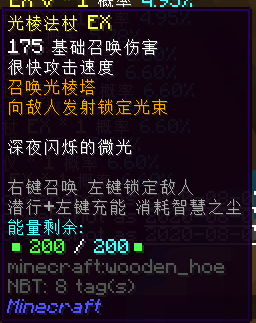 光棱法杖 EX
175 基础召唤伤害
很快攻击速度
召唤光棱塔
向敌人发射锁定光束
深夜闪烁的微光
右键召唤 左键锁定敌人
潜行+左键充能 消耗智慧之尘
能量剩余:
200 / 200
minecraft:wooden_hoe
NBT: 8 tag(s)
Minecraft